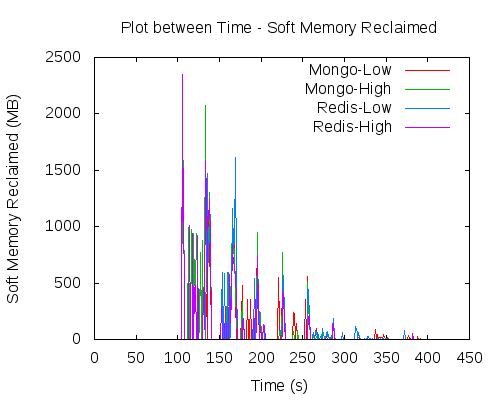 Plot between Time - Soft Memory Reclaimed
Soft Memory Reclaimed (MB)
2500
2000
1500
1000
500
0
Mongo-Low
Mongo-High
Redis-Low
Redis-High
0 50 100 150 200 250 300 350 400 450
Time (s)